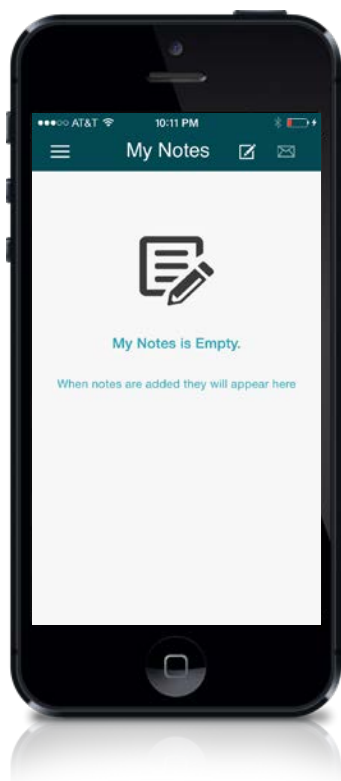 AT&T 10:11 PM
My Notes
My Notes is Empty.
When notes are added they will appear here